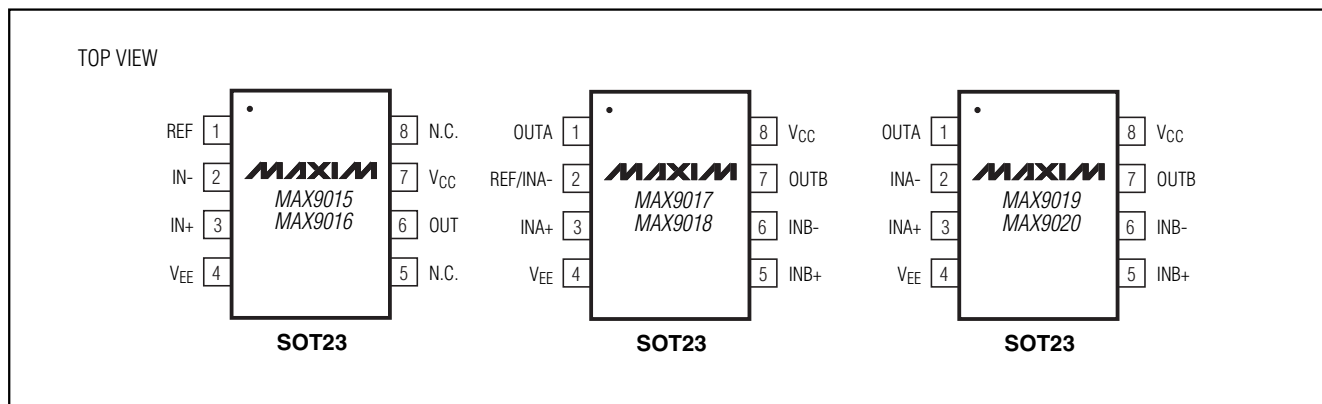 TOP VIEW
REF 1
IN- 2
IN+ 3
VEE 4
MAXIM
MAX9015
MAX9016
8 N.C.
7 VCC
6 OUT
5 N.C.
SOT23
OUTA 1
REF/INA- 2
INA+ 3
VEE 4
MAXIM
MAX9017
MAX9018
8 VCC
7 OUTB
6 INB-
5 INB+
SOT23
OUTA 1
INA- 2
INA+ 3
VEE 4
MAXIM
MAX9019
MAX9020
8 VCC
7 OUTB
6 INB-
5 INB+
SOT23